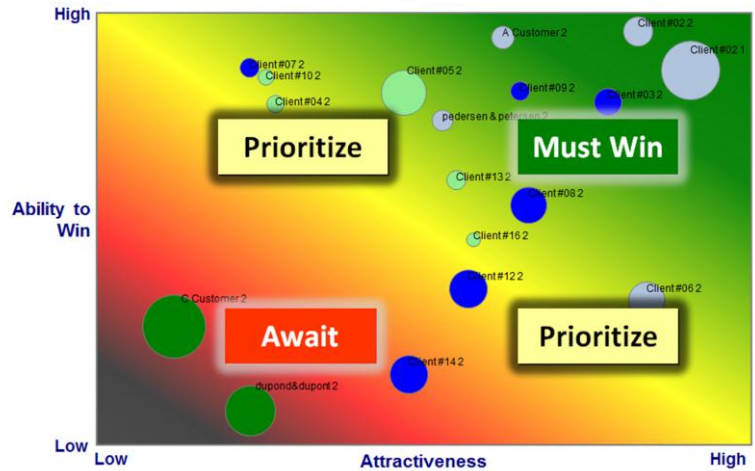 High
Client#02 2
A Customer 2
Client#02 1
Client#07 2
Client#10 2
Client#05 2
Client#09 2
Client#03 2
Client#04 2
pedersen & petersen 2
Prioritize
Must Win
Client#13 2
Client#08 2
Ability to
Win
Client#16 2
Client#12 2
Client#06 2
C Customer 2
Await
Prioritize
Client#14 2
dupond&dupont 2
Low
Low
Attractiveness
High